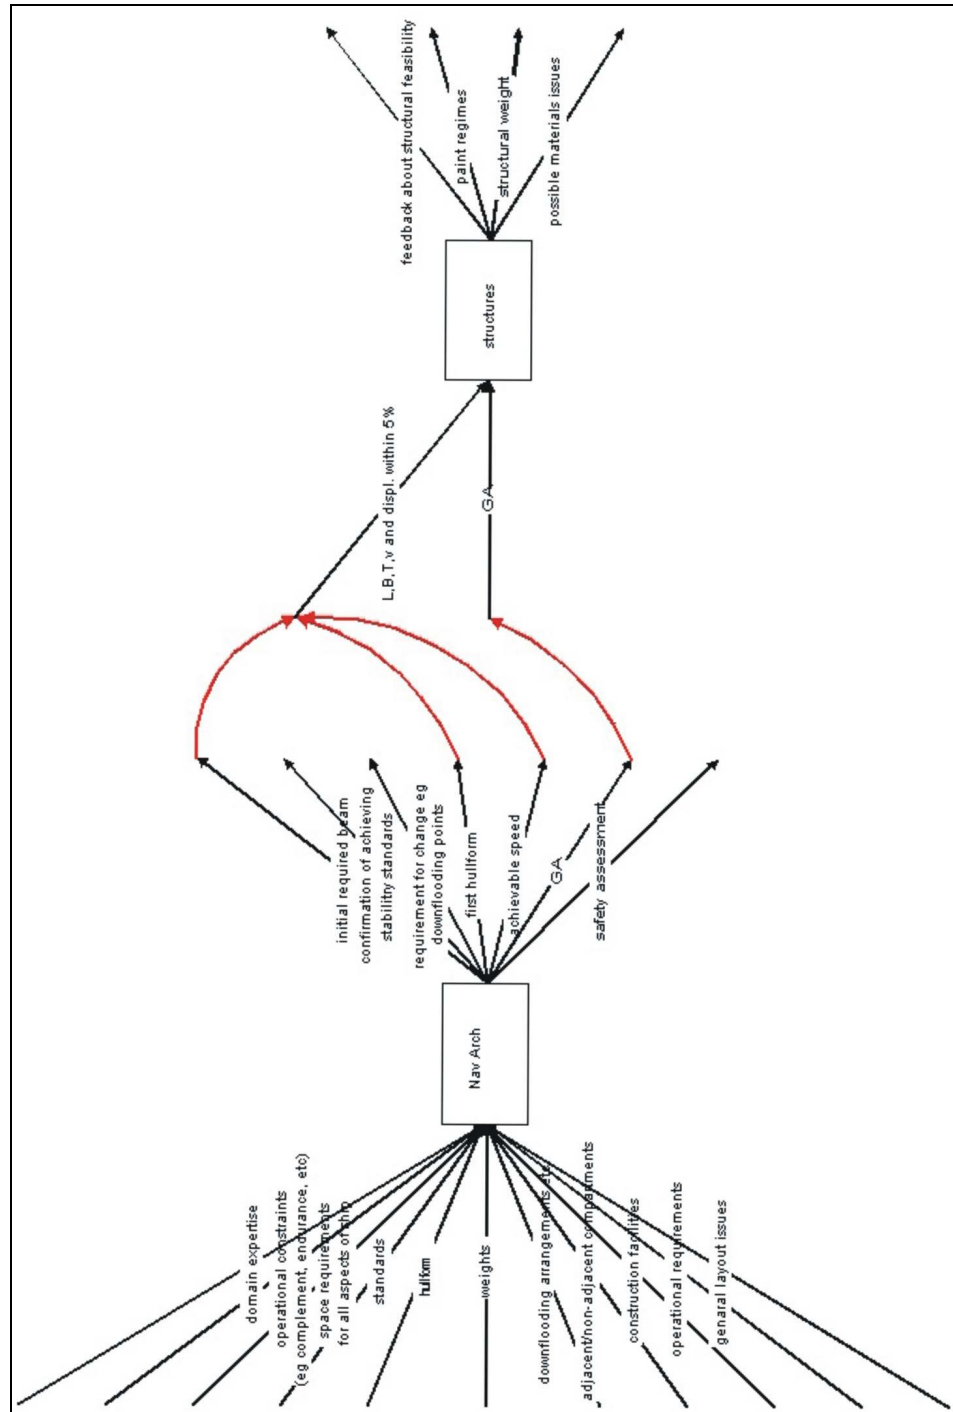 domain expertise
operational constraints
(eg complement, endurance, etc)
space requirements
for all aspects of ship
standards
hullform
weights
downflooding arrangements etc
adjacent/non-adjacent compartments
construction facilities
operational requirements
genaral layout issues
Nav Arch
initial required beam
confirmation of achieving
stabilitry standards
requirement for change eg
downflooding points
first hullform
achievable speed
GA
safety assessment
L,B,T,v and displ. within 5%
GA
structures
feedback about structural feasibility
paint regimes
structural weight
possible materials issues